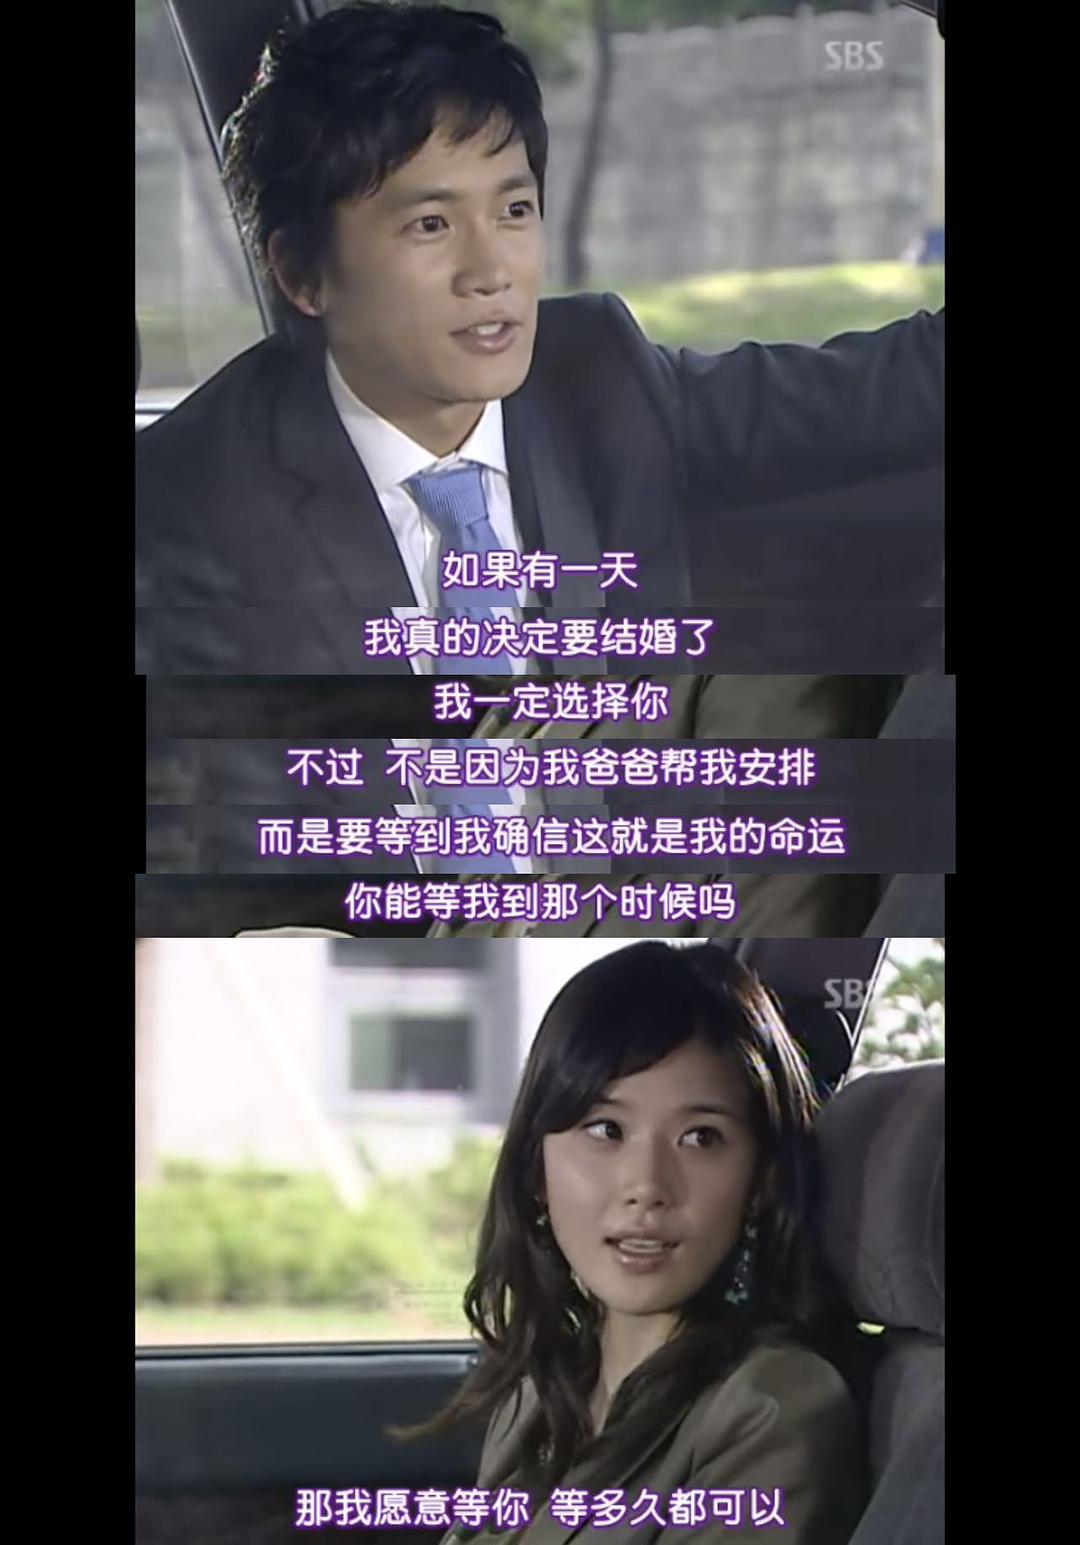 SBS
如果有一天
我真的决定要结婚了
我一定选择你
不过 不是因为我爸爸帮我安排
而是要等到我确信这就是我的命运
你能等我到那个时候吗
SBS
那我愿意等你 等多久都可以